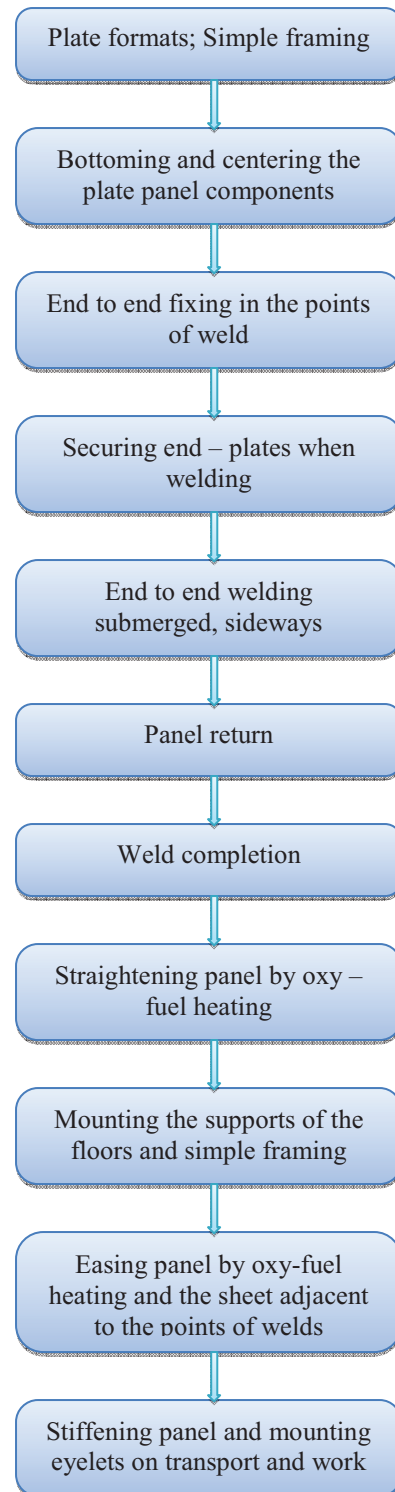 Plate formats; Simple framing
Bottoming and centering the
plate panel components
End to end fixing in the points
of weld
Securing end – plates when
welding
End to end welding
submerged, sideways
Panel return
Weld completion
Straightening panel by oxy –
fuel heating
Mounting the supports of the
floors and simple framing
Easing panel by oxy-fuel
heating and the sheet adjacent
to the points of welds
Stiffening panel and mounting
eyelets on transport and work